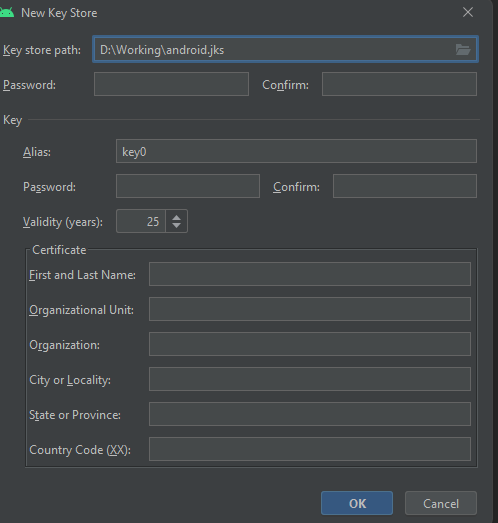 New Key Store
Key store path: D:\Working\android.jks
Password: Confirm:
Key
Alias: key0
Password: Confirm:
Validity (years): 25
Certificate
First and Last Name:
Organizational Unit:
Organization:
City or Locality:
State or Province:
Country Code (XX):
OK Cancel